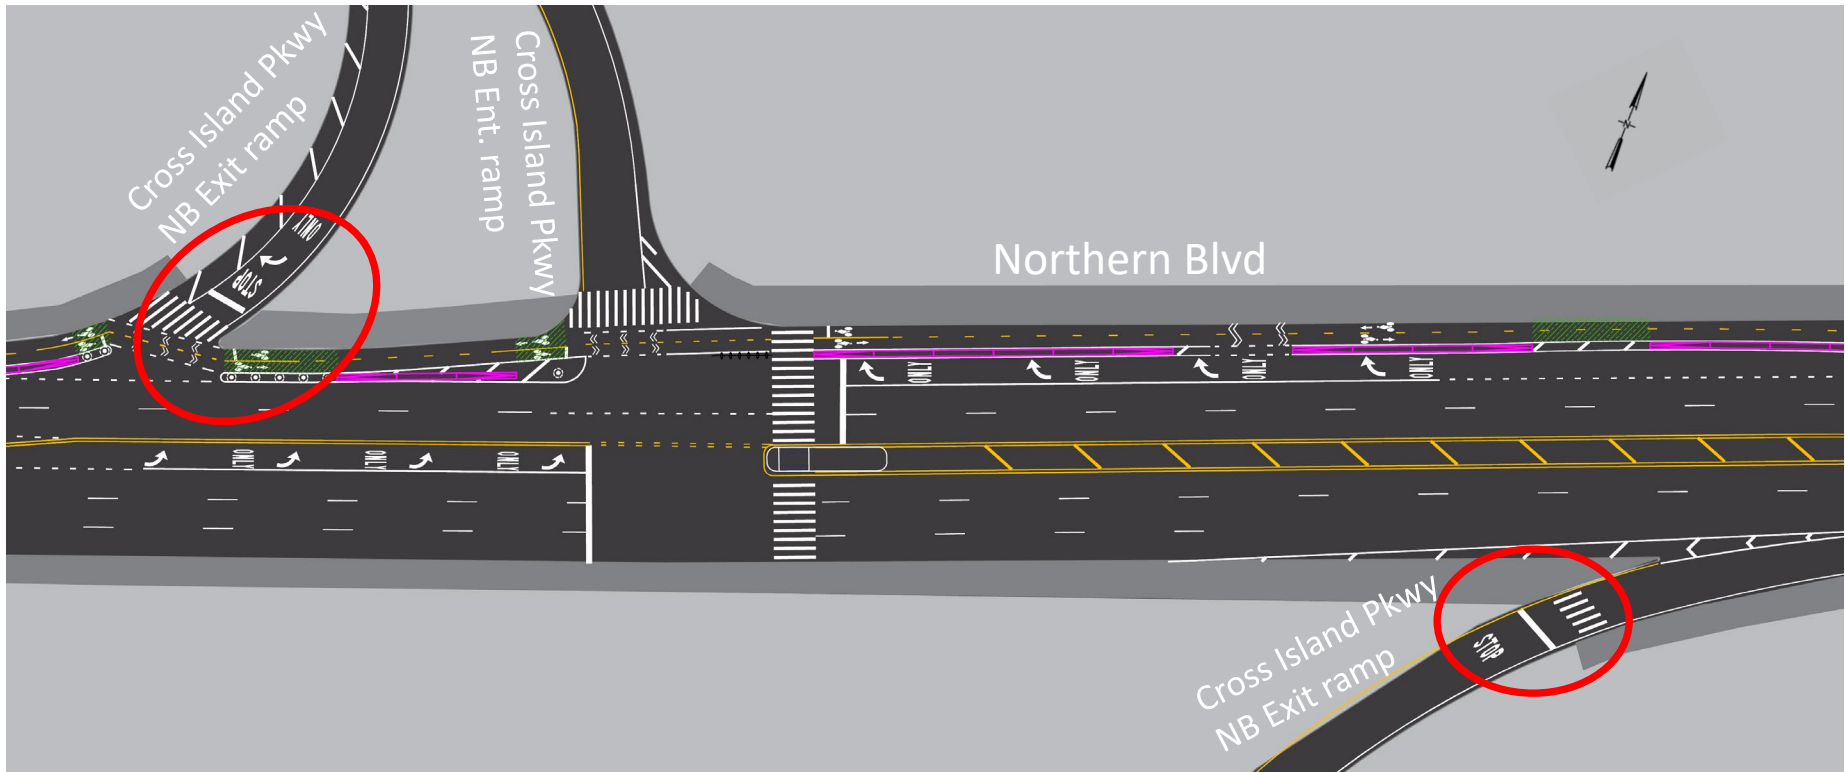 Cross Island Pkwy
NB Exit ramp
Cross Island Pkwy
NB Ent. ramp
Northern Blvd
N
ONLY
STOP
ONLY
ONLY
ONLY
ONLY
ONLY
ONLY
ONLY
Cross Island Pkwy
NB Exit ramp
STOP